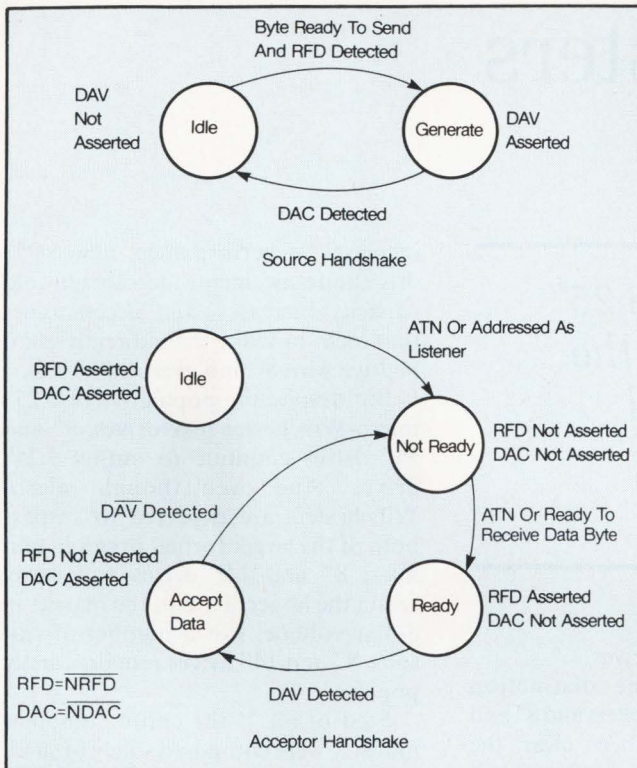 ters
Byte Ready To Send
And RFD Detected
DAV
Not
Asserted
Idle
Generate
DAV
Asserted
DAC Detected
Source Handshake
ATN Or Addressed As
Listener
RFD Asserted
DAC Asserted
Idle
Not Ready
RFD Not Asserted
DAC Not Asserted
D̅A̅V̅ Detected
ATN Or Ready To
Receive Data Byte
RFD Not Asserted
DAC Asserted
Accept
Data
Ready
RFD Asserted
DAC Not Asserted
RFD=N̅R̅F̅D̅
DAC=N̅D̅A̅C̅
DAV Detected
Acceptor Handshake